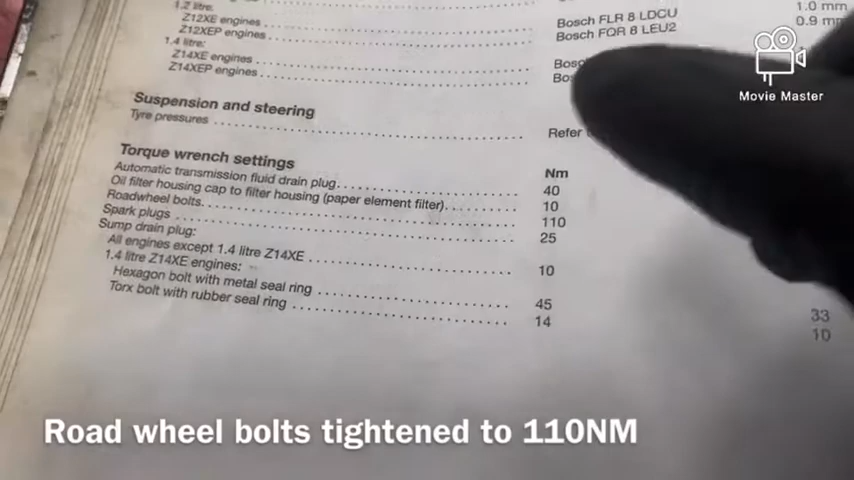 1.2 litre:
Z12XE engines Bosch FLR 8 LDCU 1.0 mm
Z12XEP engines Bosch FQR 8 LEU2 0.9 mm
1.4 litre:
Z14XE engines
Z14XEP engines
Movie Master
Suspension and steering
Tyre pressures Refer
Torque wrench settings Nm
Automatic transmission fluid drain plug 40
Oil filter housing cap to filter housing (paper element filter) 10
Roadwheel bolts 110
Spark plugs 25
Sump drain plug:
All engines except 1.4 litre Z14XE 10
1.4 litre Z14XE engines:
Hexagon bolt with metal seal ring 45
Torx bolt with rubber seal ring 14
33
10
Road wheel bolts tightened to 110NM